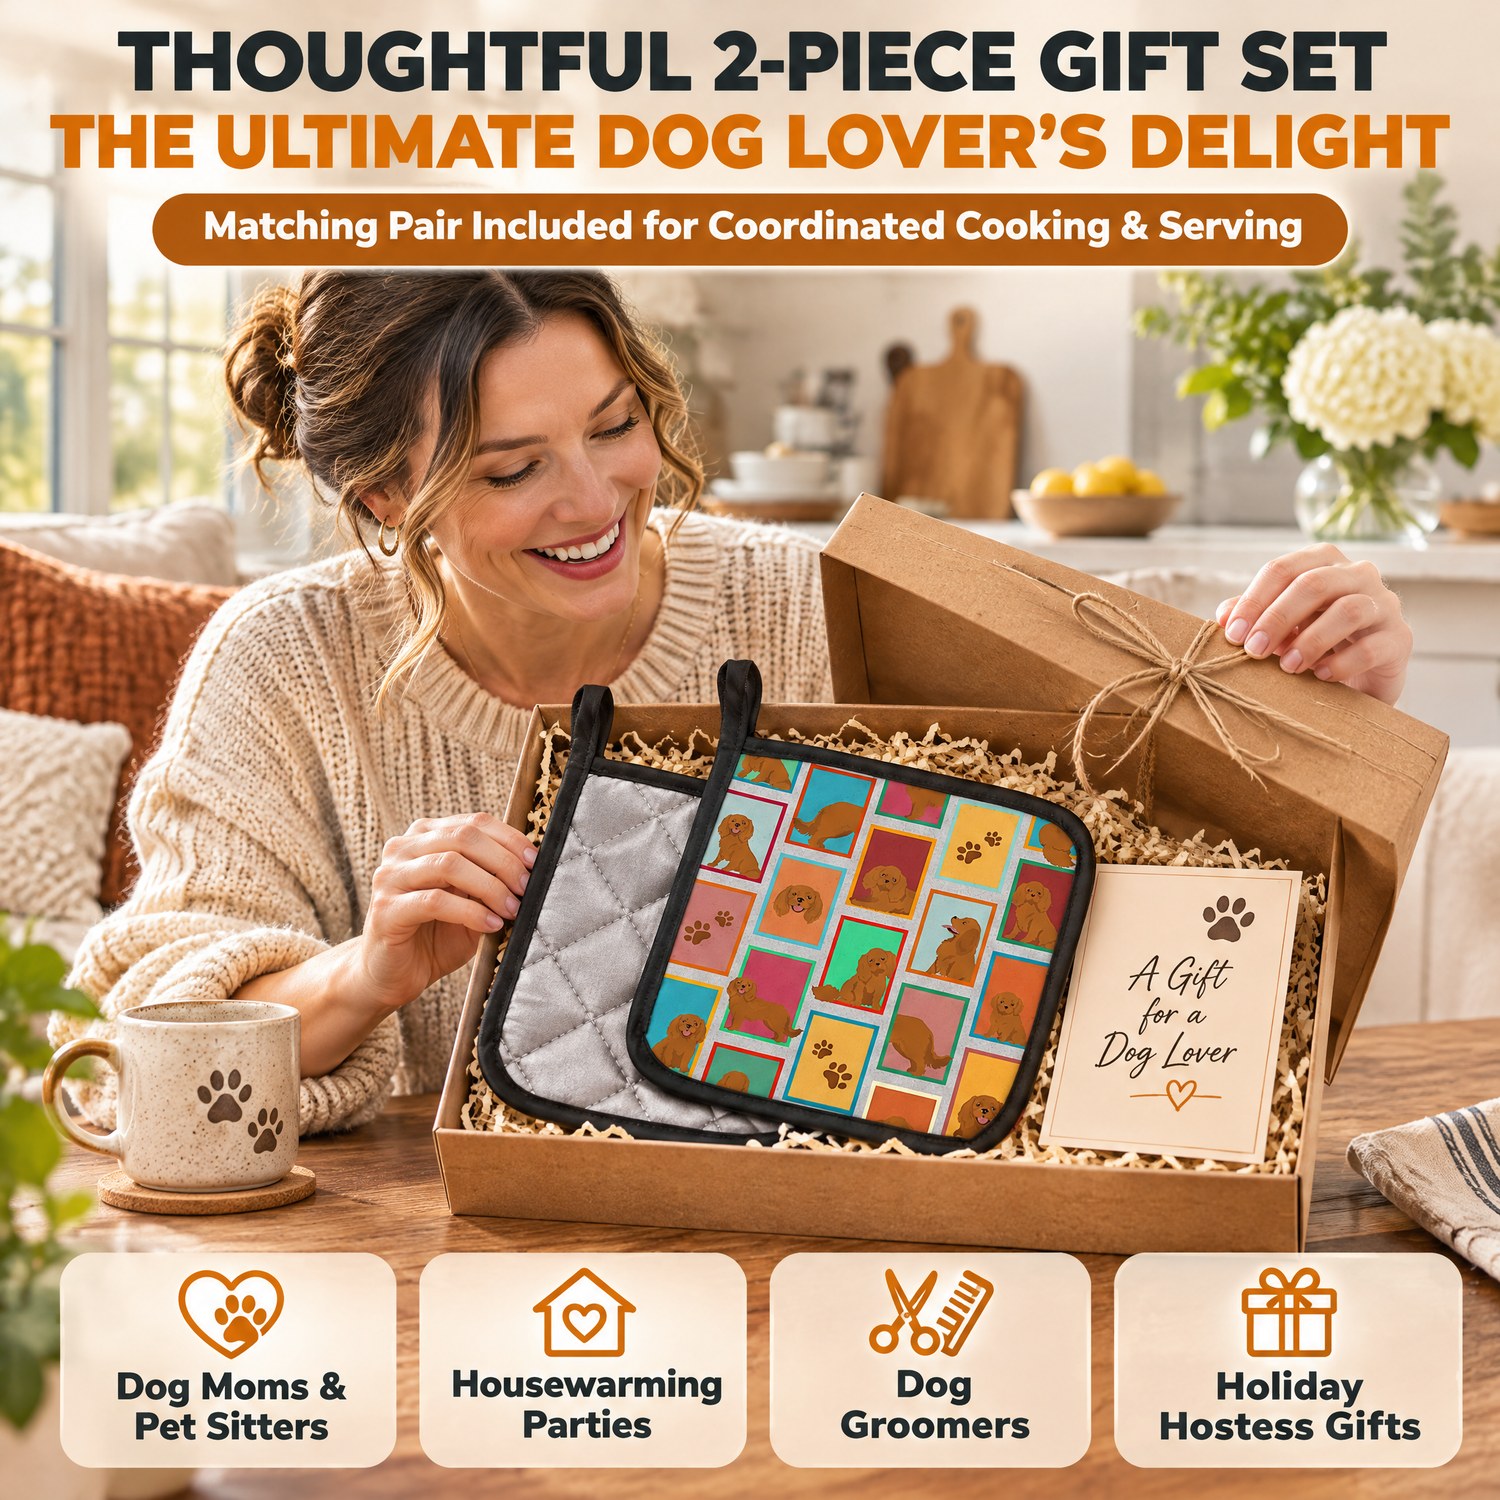 THOUGHTFUL 2-PIECE GIFT SET
THE ULTIMATE DOG LOVER'S DELIGHT
Matching Pair Included for Coordinated Cooking & Serving
A Gift
for a
Dog Lover
Dog Moms &
Pet Sitters
Housewarming
Parties
Dog
Groomers
Holiday
Hostess Gifts